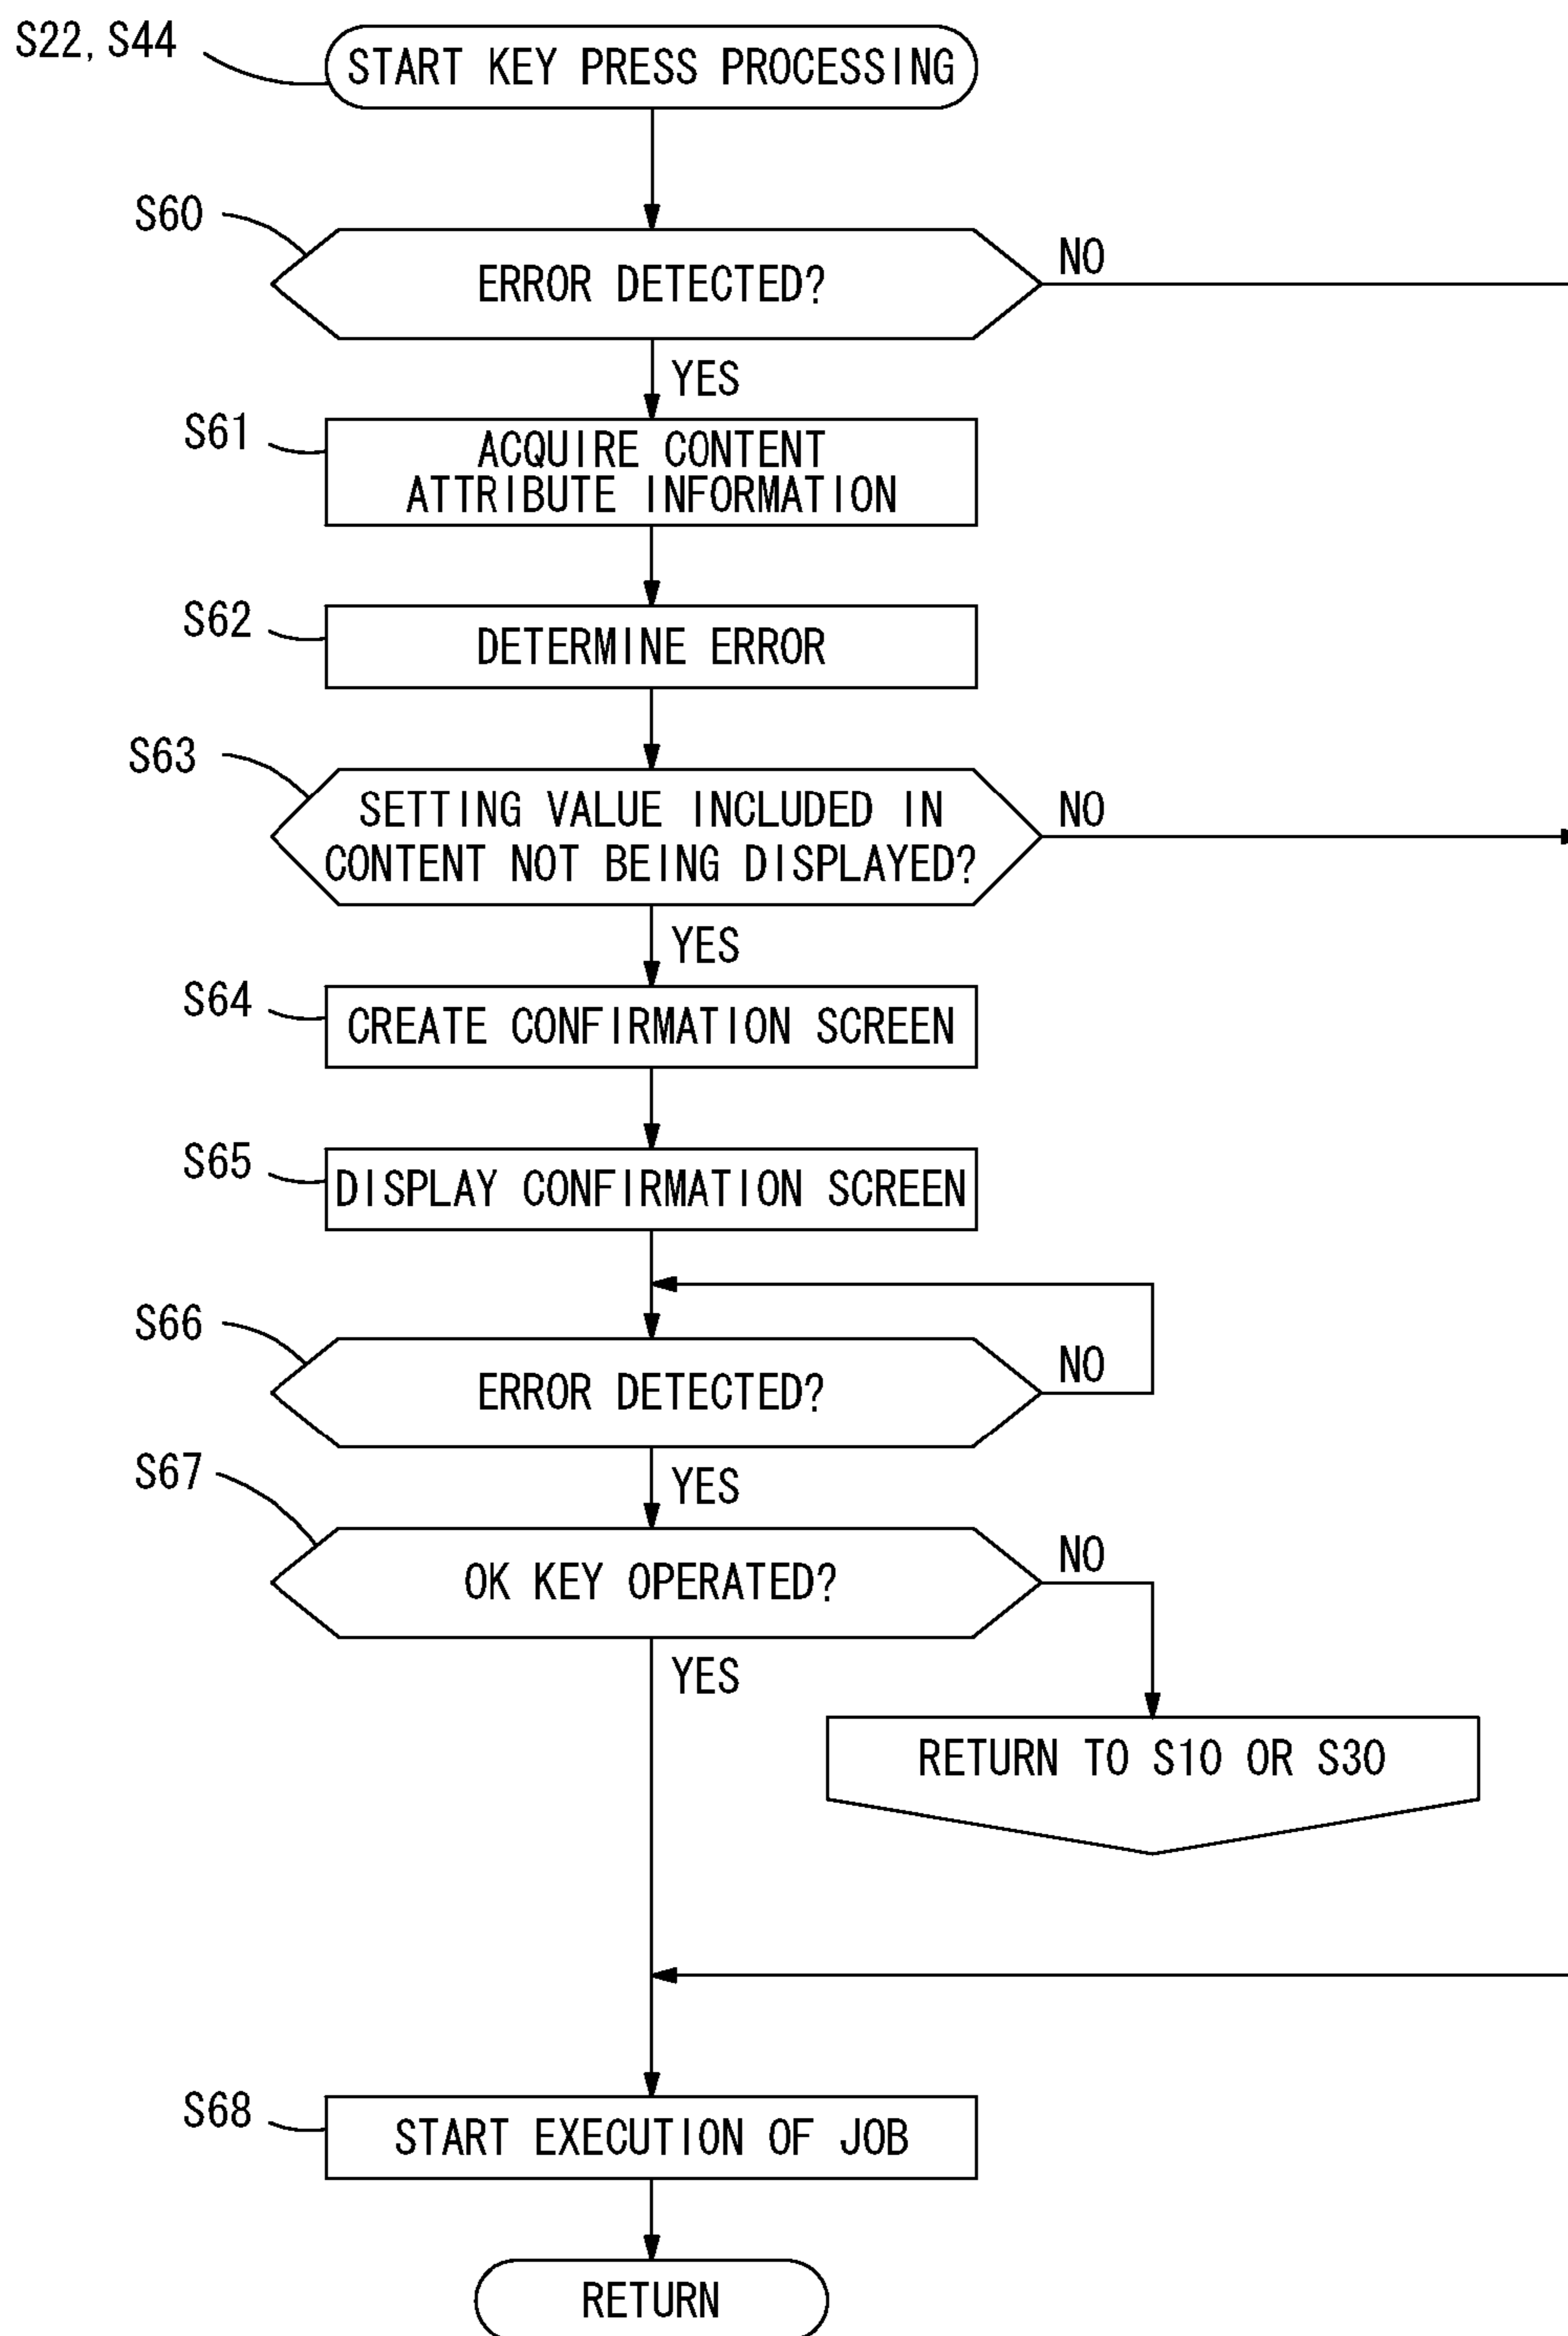 S22, S44
START KEY PRESS PROCESSING
S60
ERROR DETECTED?
NO
YES
S61
ACQUIRE CONTENT
ATTRIBUTE INFORMATION
S62
DETERMINE ERROR
S63
SETTING VALUE INCLUDED IN
CONTENT NOT BEING DISPLAYED?
NO
YES
S64
CREATE CONFIRMATION SCREEN
S65
DISPLAY CONFIRMATION SCREEN
S66
ERROR DETECTED?
NO
YES
S67
OK KEY OPERATED?
NO
YES
RETURN TO S10 OR S30
S68
START EXECUTION OF JOB
RETURN